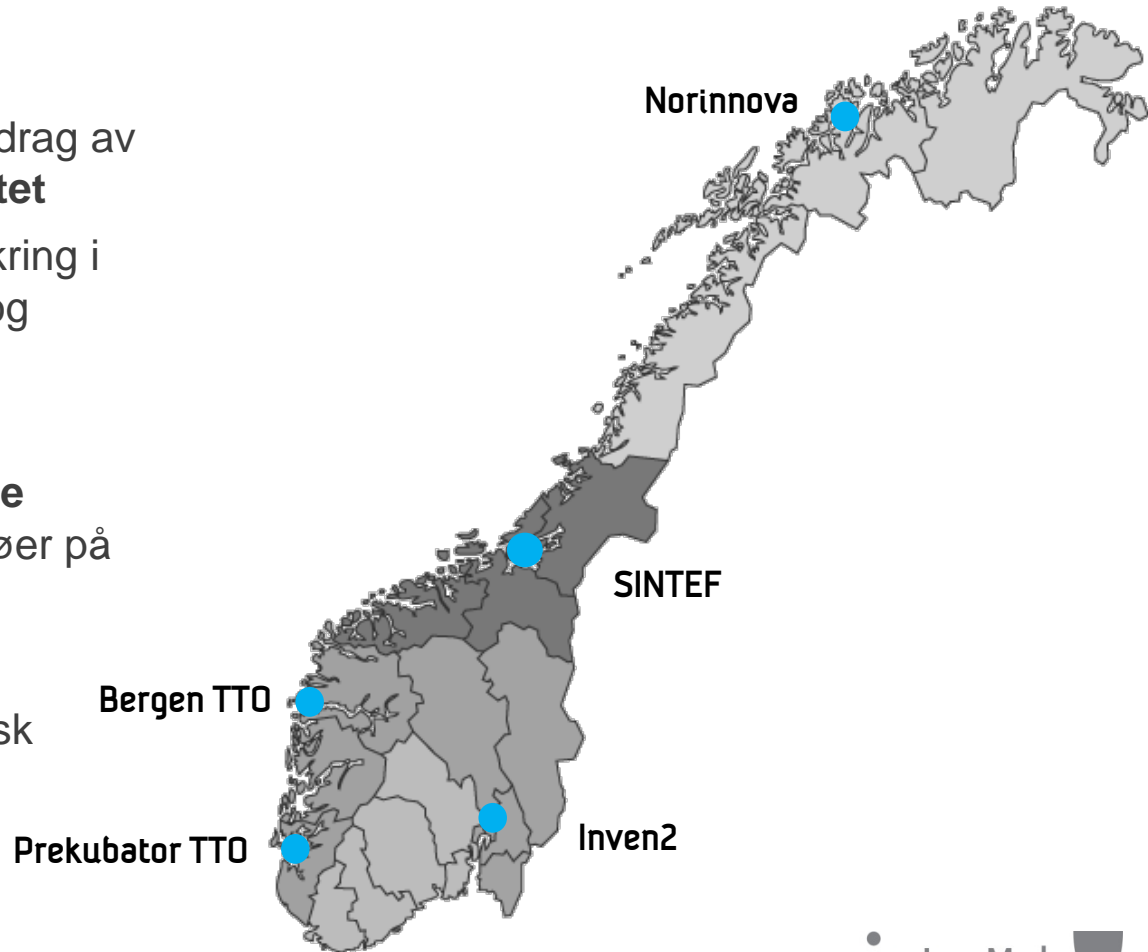 drag av
tet
kring i
og
e
øer på
sk
Norinnova
SINTEF
Bergen TTO
Inven2
Prekubator TTO